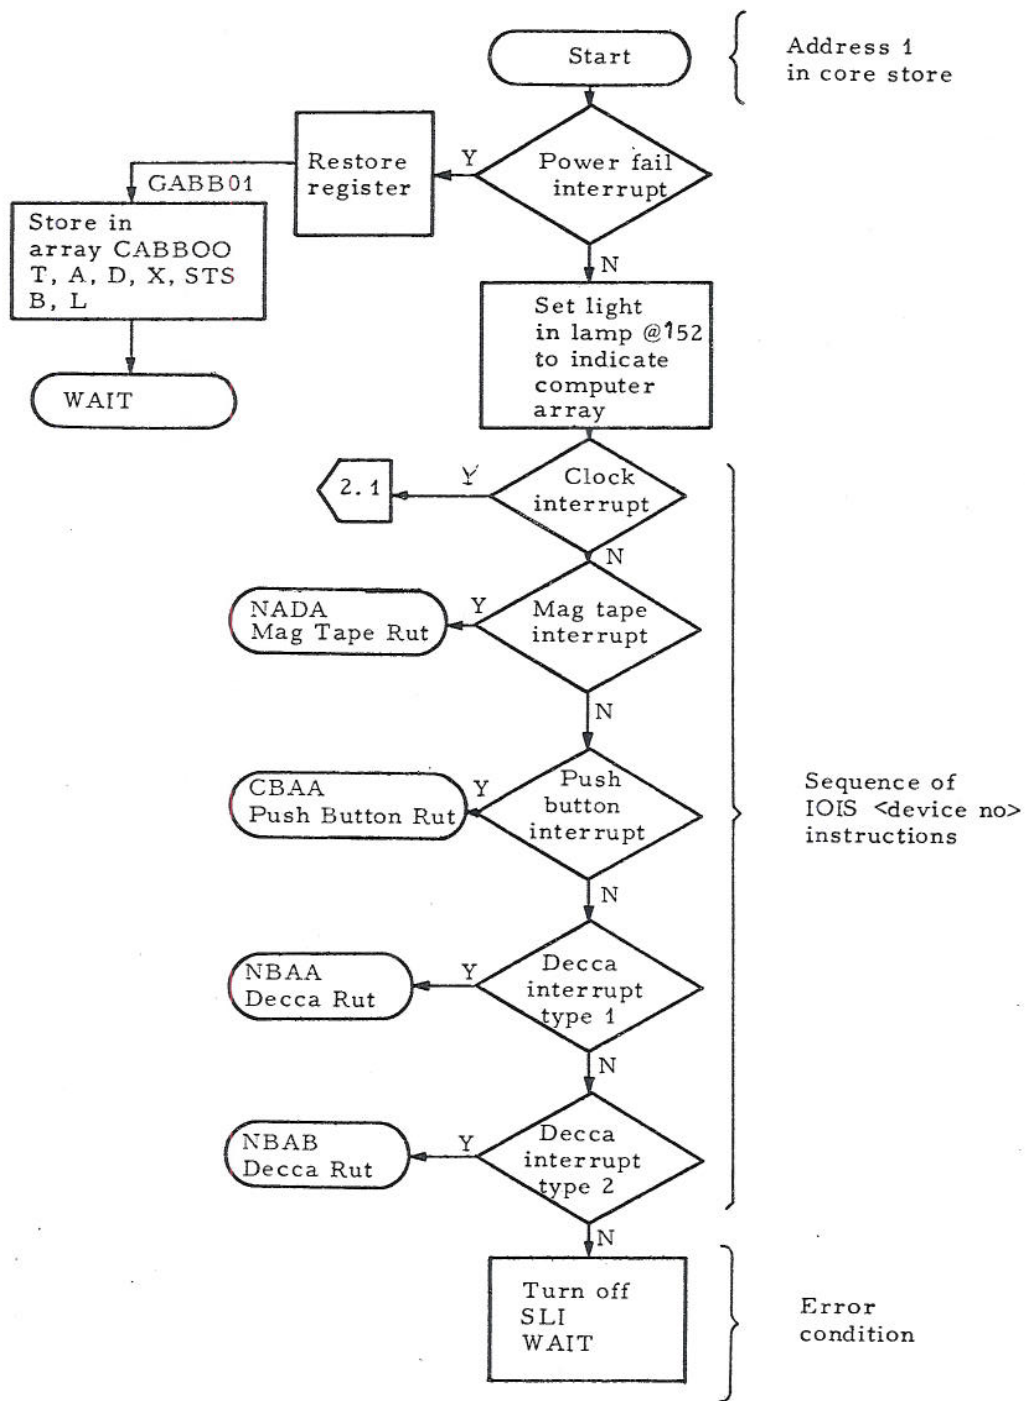 Start
Address 1
in core store
Power fail
interrupt
Y
Restore
register
GABB01
Store in
array CABBOO
T, A, D, X, STS
B, L
WAIT
N
Set light
in lamp @152
to indicate
computer
array
Clock
interrupt
Y
2.1
N
Mag tape
interrupt
Y
NADA
Mag Tape Rut
N
Push
button
interrupt
Y
CBAA
Push Button Rut
Sequence of
IOIS <device no>
instructions
N
Decca
interrupt
type 1
Y
NBAA
Decca Rut
N
Decca
interrupt
type 2
Y
NBAB
Decca Rut
N
Turn off
SLI
WAIT
Error
condition